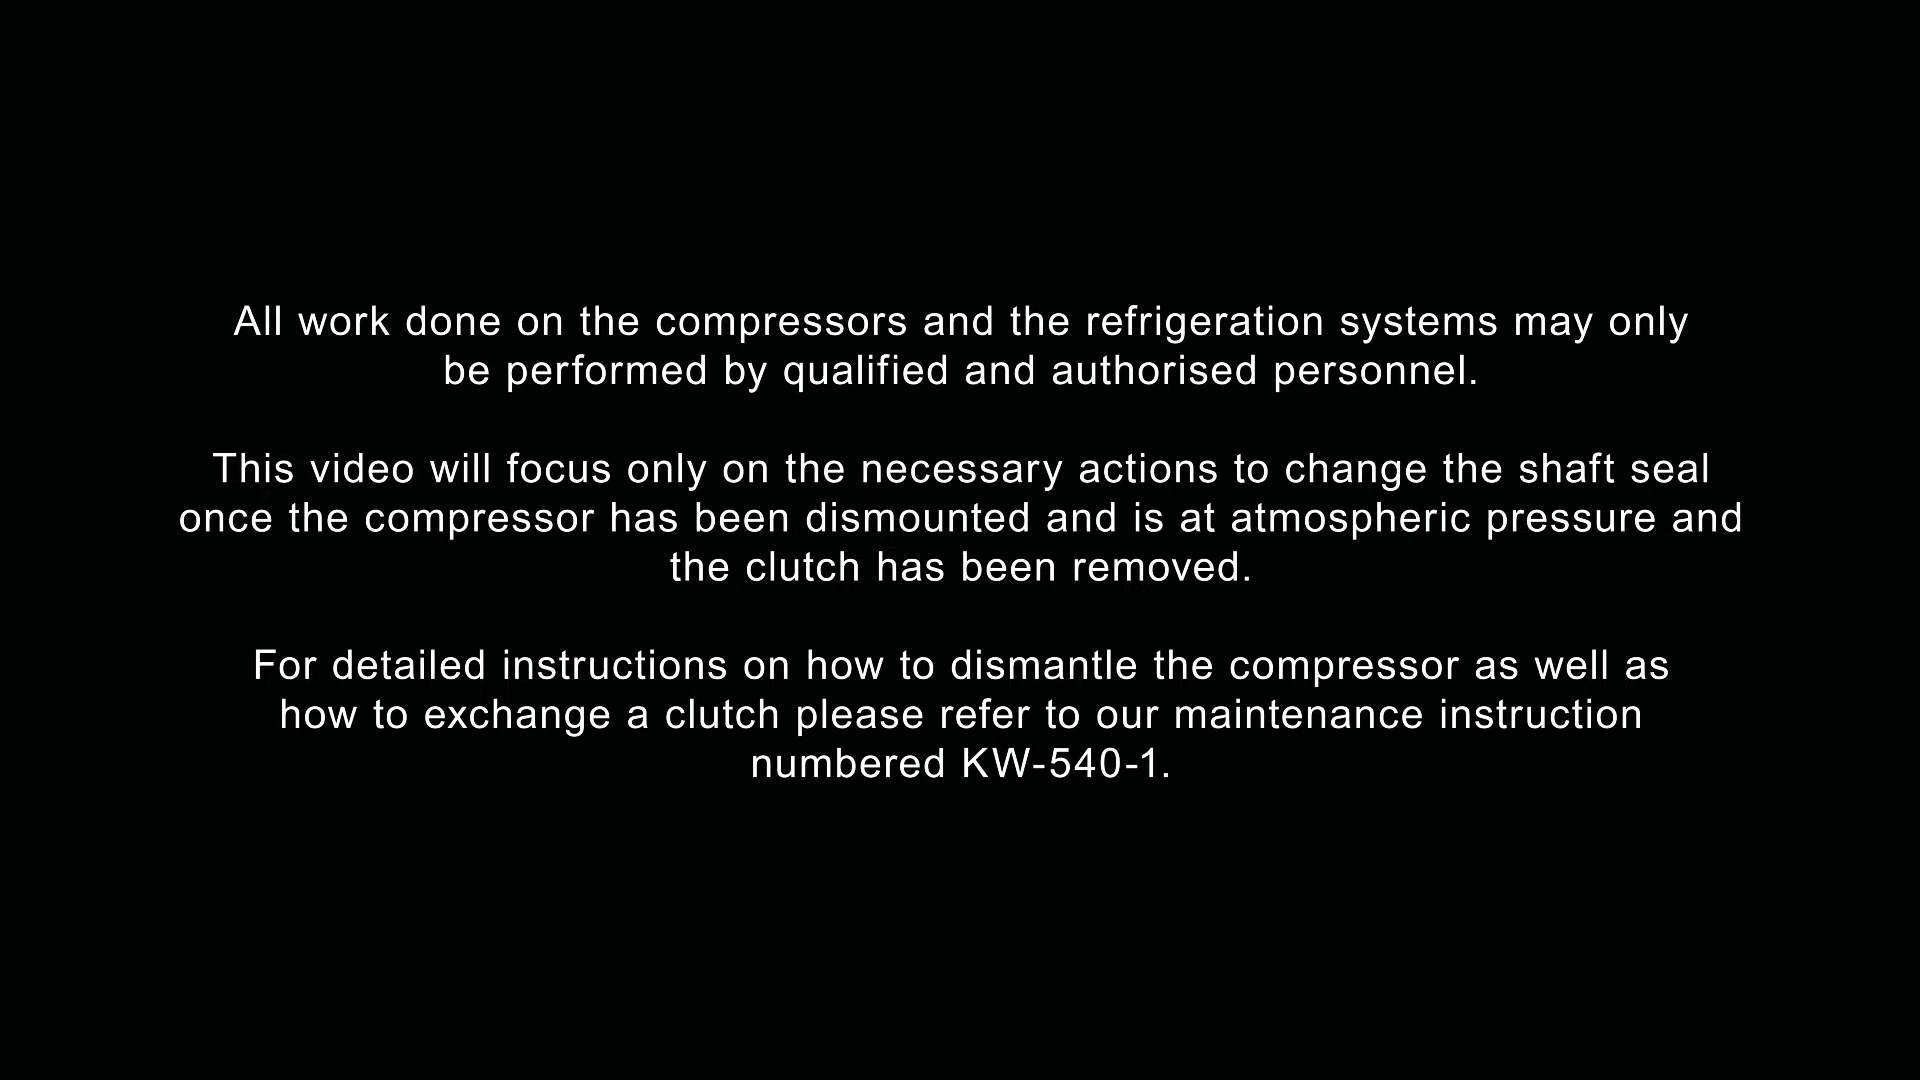 All work done on the compressors and the refrigeration systems may only
be performed by qualified and authorised personnel.
This video will focus only on the necessary actions to change the shaft seal
once the compressor has been dismounted and is at atmospheric pressure and
the clutch has been removed.
For detailed instructions on how to dismantle the compressor as well as
how to exchange a clutch please refer to our maintenance instruction
numbered KW-540-1.